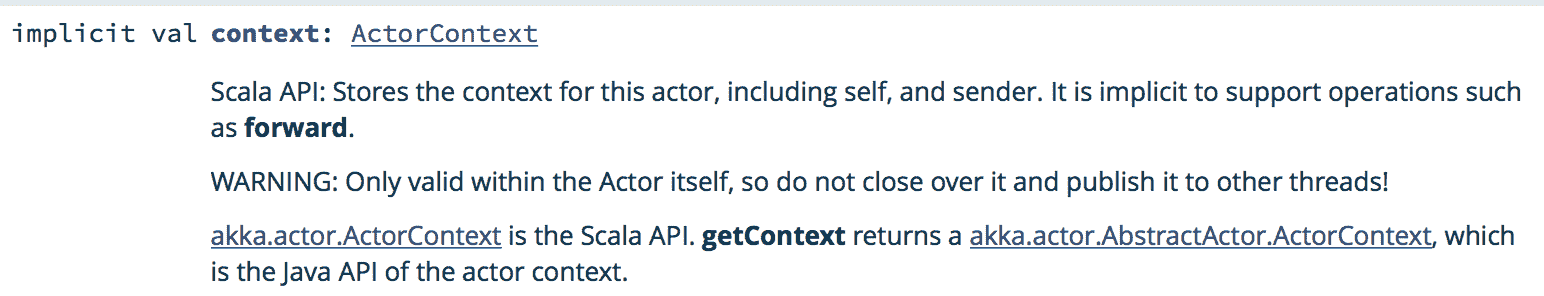 implicit val context: ActorContext
Scala API: Stores the context for this actor, including self, and sender. It is implicit to support operations such
as forward.
WARNING: Only valid within the Actor itself, so do not close over it and publish it to other threads!
akka.actor.ActorContext is the Scala API. getContext returns a akka.actor.AbstractActor.ActorContext, which
is the Java API of the actor context.